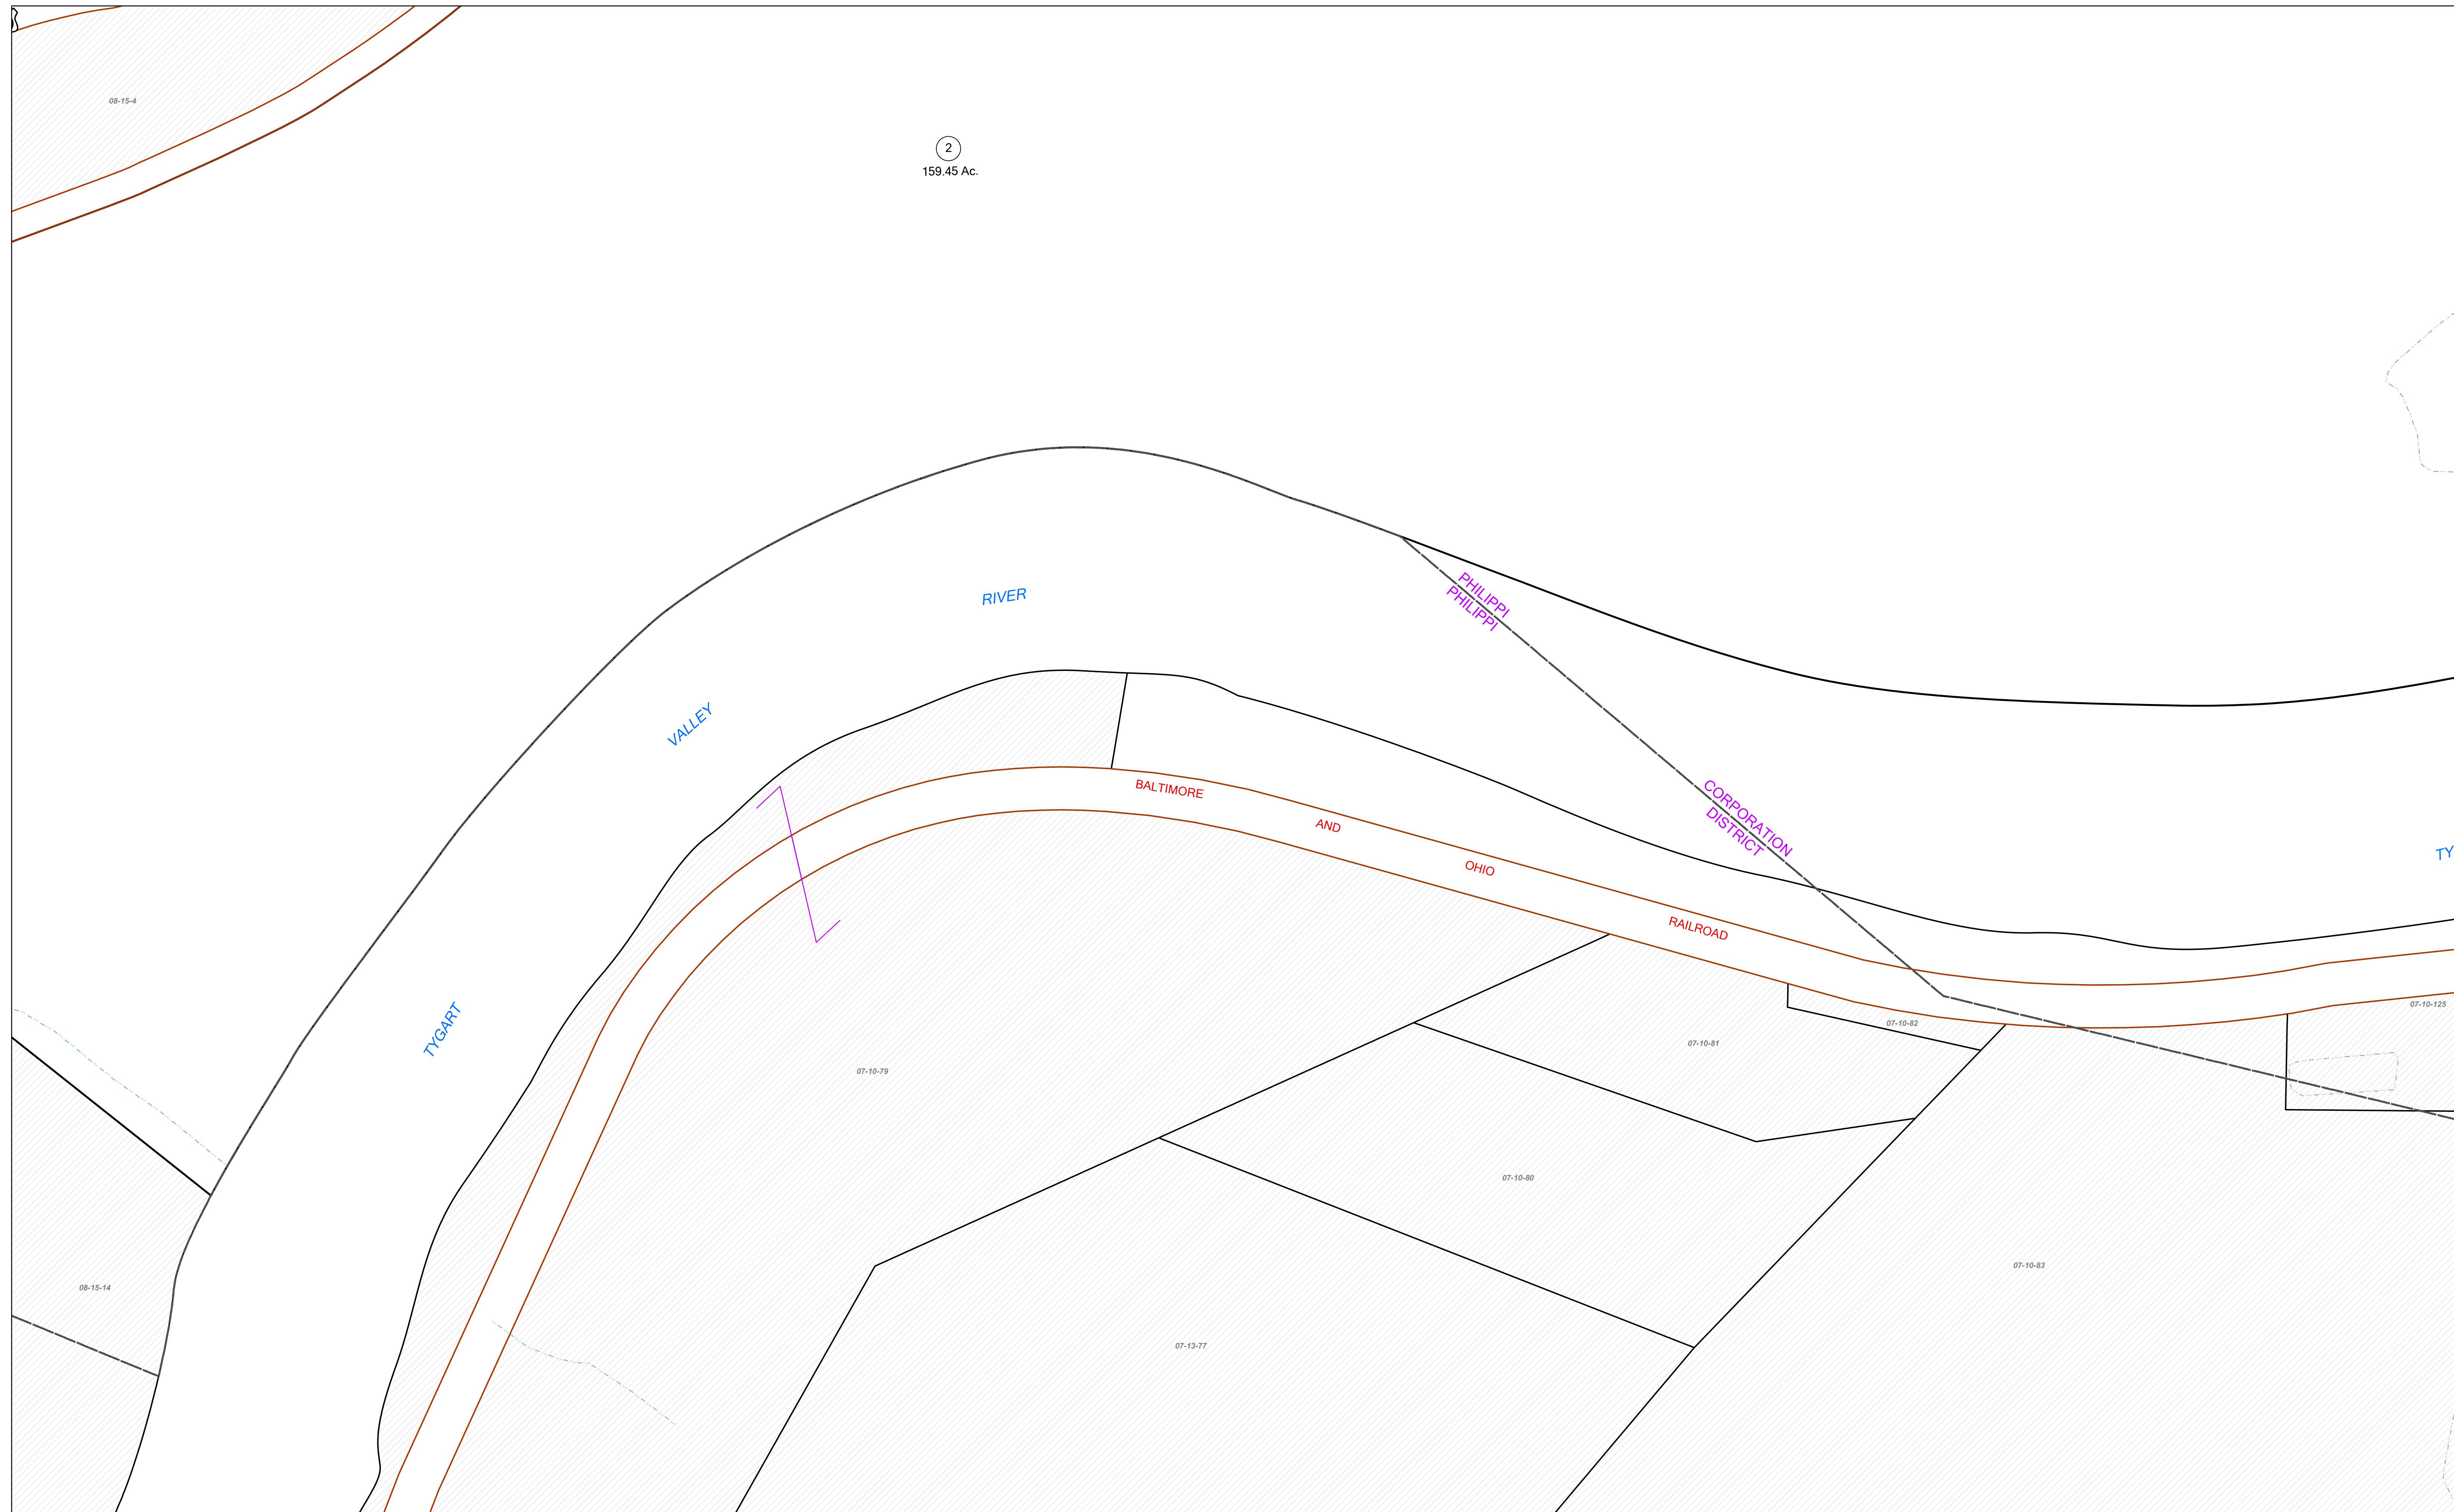 08-15-4
2
159.45 Ac.
PHILIPPI
PHILIPPI
RIVER
VALLEY
TYGART
BALTIMORE
AND
OHIO
RAILROAD
CORPORATION
DISTRICT
TY
07-10-125
07-10-82
07-10-81
07-10-79
07-10-80
07-10-83
08-15-14
07-13-77